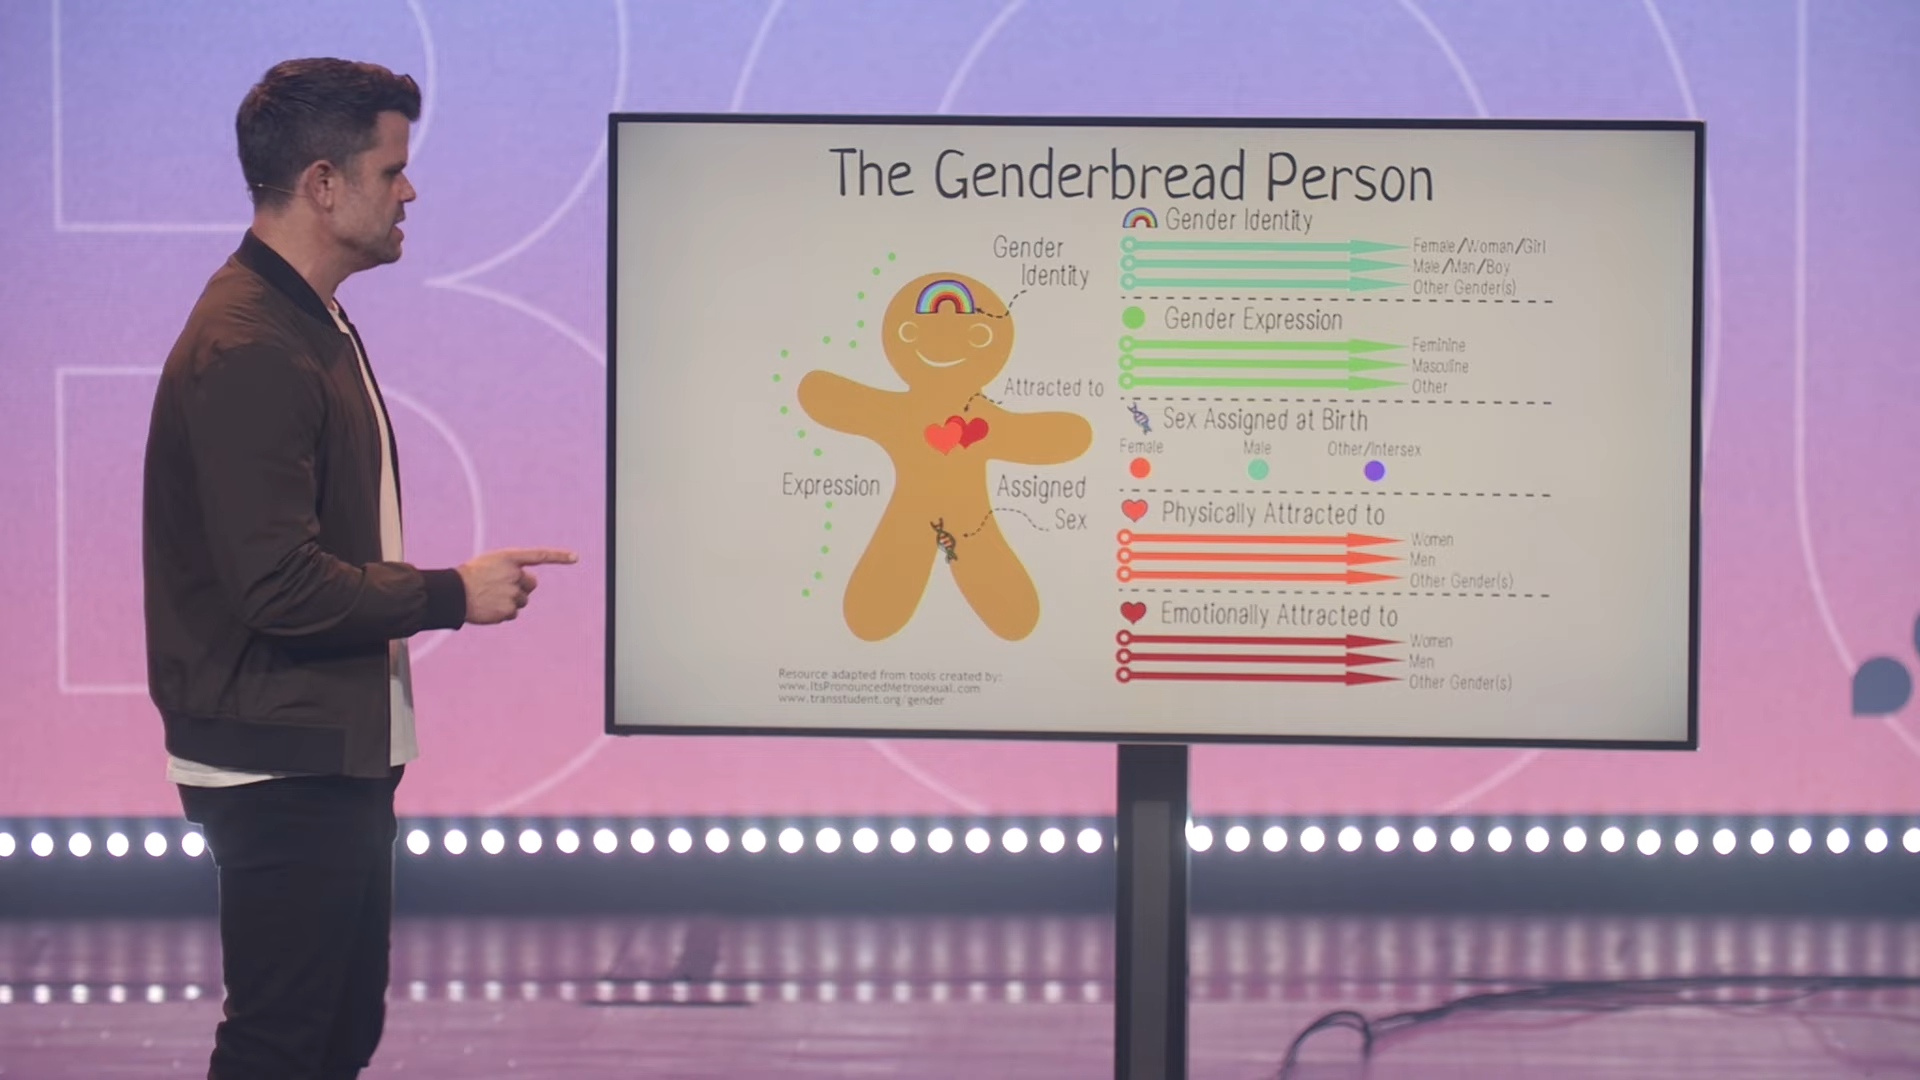 The Genderbread Person
Gender
Identity
Attracted to
Expression
Assigned
Sex
Resource adapted from tools created by:
www.ItsPronouncedMetrosexual.com
www.transstudent.org/gender
Gender Identity
Female/Woman/Girl
Male/Man/Boy
Other Gender(s)
Gender Expression
Feminine
Masculine
Other
Sex Assigned at Birth
Female Male Other/Intersex
Physically Attracted to
Women
Men
Other Gender(s)
Emotionally Attracted to
Women
Men
Other Gender(s)